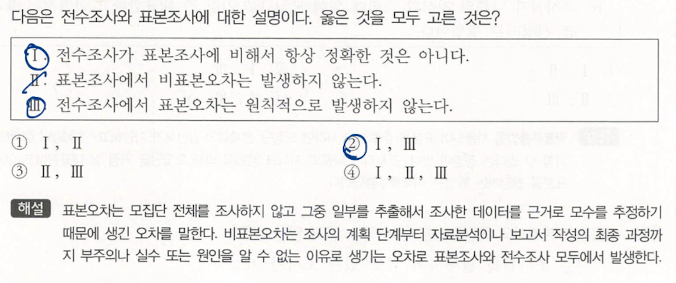 다음은 전수조사와 표본조사에 대한 설명이다. 옳은 것을 모두 고른 것은?
Ⅰ. 전수조사가 표본조사에 비해서 항상 정확한 것은 아니다.
Ⅱ. 표본조사에서 비표본오차는 발생하지 않는다.
Ⅲ. 전수조사에서 표본오차는 원칙적으로 발생하지 않는다.
① Ⅰ, Ⅱ ② Ⅰ, Ⅲ
③ Ⅱ, Ⅲ ④ Ⅰ, Ⅱ, Ⅲ
해설 표본오차는 모집단 전체를 조사하지 않고 그중 일부를 추출해서 조사한 데이터를 근거로 모수를 추정하기
때문에 생긴 오차를 말한다. 비표본오차는 조사의 계획 단계부터 자료분석이나 보고서 작성의 최종 과정까
지 부주의나 실수 또는 원인을 알 수 없는 이유로 생기는 오차로 표본조사와 전수조사 모두에서 발생한다.